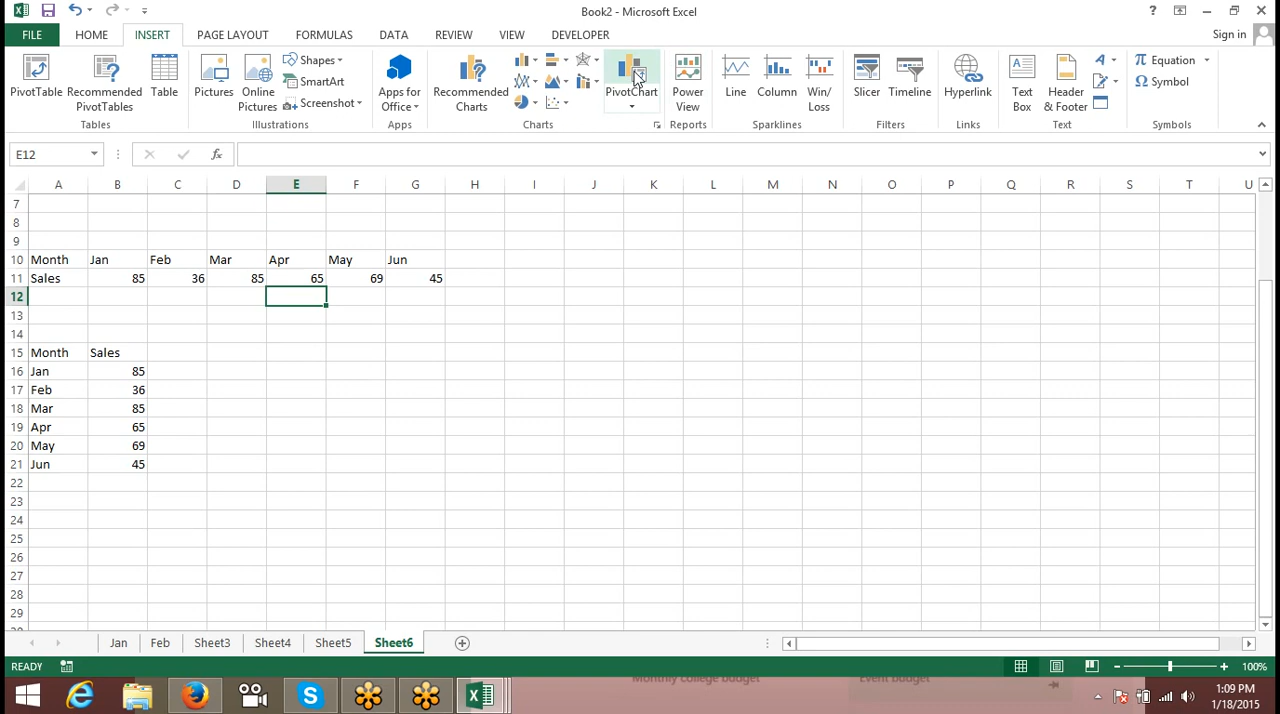 Book2 - Microsoft Excel
?
FILE
HOME
INSERT
PAGE LAYOUT
FORMULAS
DATA
REVIEW
VIEW
DEVELOPER
Sign in
PivotTable
Recommended PivotTables
Table
Pictures
Online Pictures
Shapes
SmartArt
Screenshot
Apps for Office
Recommended Charts
PivotChart
Power View
Line
Column
Win/ Loss
Slicer
Timeline
Hyperlink
Text Box
Header & Footer
Equation
Symbol
Tables
Illustrations
Apps
Charts
Reports
Sparklines
Filters
Links
Text
Symbols
E12
fx
A B C D E F G H I J K L M N O P Q R S T U
7
8
9
10 Month Jan Feb Mar Apr May Jun
11 Sales 85 36 85 65 69 45
12
13
14
15 Month Sales
16 Jan 85
17 Feb 36
18 Mar 85
19 Apr 65
20 May 69
21 Jun 45
22
23
24
25
26
27
28
29
Jan Feb Sheet3 Sheet4 Sheet5 Sheet6
READY
100%
Monthly college budget
Event budget
1:09 PM
1/18/2015